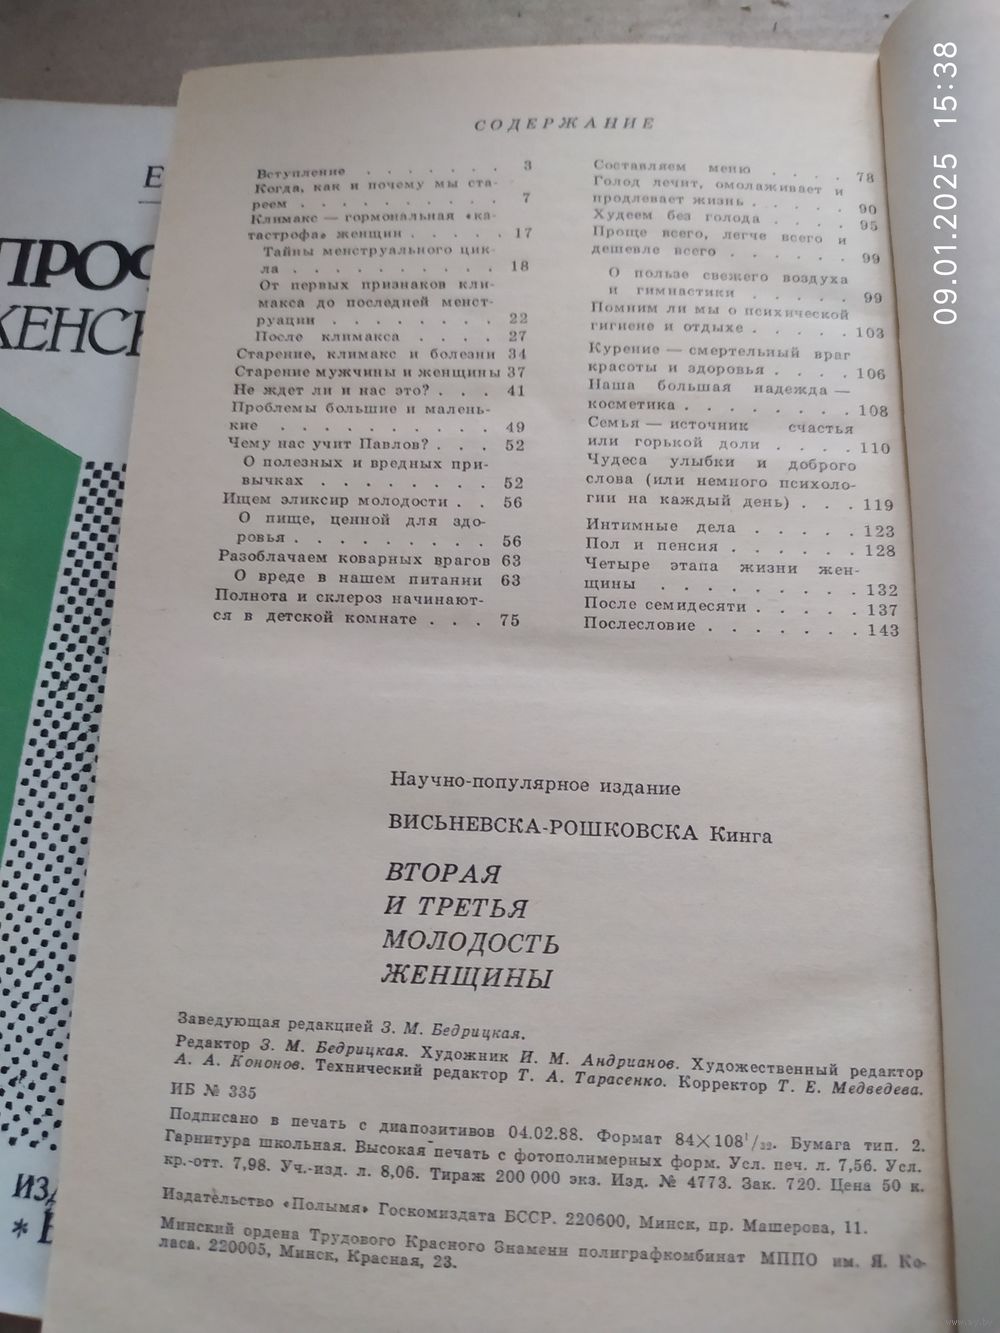 09.01.2025 15:38
Е
ПРОФ
ЖЕНСК
ИЗД
СОДЕРЖАНИЕ
Вступление . . . . . . . 3
Когда, как и почему мы ста-
реем . . . . . . . . . 7
Климакс — гормональная «ка-
тастрофа» женщин . . . . . 17
Тайны менструального цик-
ла . . . . . . . . . . 18
От первых признаков кли-
макса до последней менст-
руации . . . . . . . . 22
После климакса . . . . 27
Старение, климакс и болезни 34
Старение мужчины и женщины 37
Не ждет ли и нас это? . . . 41
Проблемы большие и малень-
кие . . . . . . . . . . 49
Чему нас учит Павлов? . . . 52
О полезных и вредных при-
вычках . . . . . . . . 52
Ищем эликсир молодости . . 56
О пище, ценной для здо-
ровья . . . . . . . . . 56
Разоблачаем коварных врагов 63
О вреде в нашем питании 63
Полнота и склероз начинают-
ся в детской комнате . . . 75
Составляем меню . . . . 78
Голод лечит, омолаживает и
продлевает жизнь . . . . . 90
Худеем без голода . . . . 95
Проще всего, легче всего и
дешевле всего . . . . . . 99
О пользе свежего воздуха
и гимнастики . . . . . 99
Помним ли мы о психической
гигиене и отдыхе . . . . . 103
Курение — смертельный враг
красоты и здоровья . . . . 106
Наша большая надежда —
косметика . . . . . . . . 108
Семья — источник счастья
или горькой доли . . . . 110
Чудеса улыбки и доброго
слова (или немного психоло-
гии на каждый день) . . . 119
Интимные дела . . . . . 123
Пол и пенсия . . . . . . 128
Четыре этапа жизни жен-
щины . . . . . . . . . 132
После семидесяти . . . . . 137
Послесловие . . . . . . . 143
Научно-популярное издание
ВИСЬНЕВСКА-РОШКОВСКА Кинга
ВТОРАЯ
И ТРЕТЬЯ
МОЛОДОСТЬ
ЖЕНЩИНЫ
Заведующая редакцией З. М. Бедрицкая.
Редактор З. М. Бедрицкая. Художник И. М. Андрианов. Художественный редактор
А. А. Кононов. Технический редактор Т. А. Тарасенко. Корректор Т. Е. Медведева.
ИБ № 335
Подписано в печать с диапозитивов 04.02.88. Формат 84×108¹/₃₂. Бумага тип. 2.
Гарнитура школьная. Высокая печать с фотополимерных форм. Усл. печ. л. 7,56. Усл.
кр.-отт. 7,98. Уч.-изд. л. 8,06. Тираж 200 000 экз. Изд. № 4773. Зак. 720. Цена 50 к.
Издательство «Полымя» Госкомиздата БССР. 220600, Минск, пр. Машерова, 11.
Минский ордена Трудового Красного Знамени полиграфкомбинат МППО им. Я. Ко-
ласа. 220005, Минск, Красная, 23.